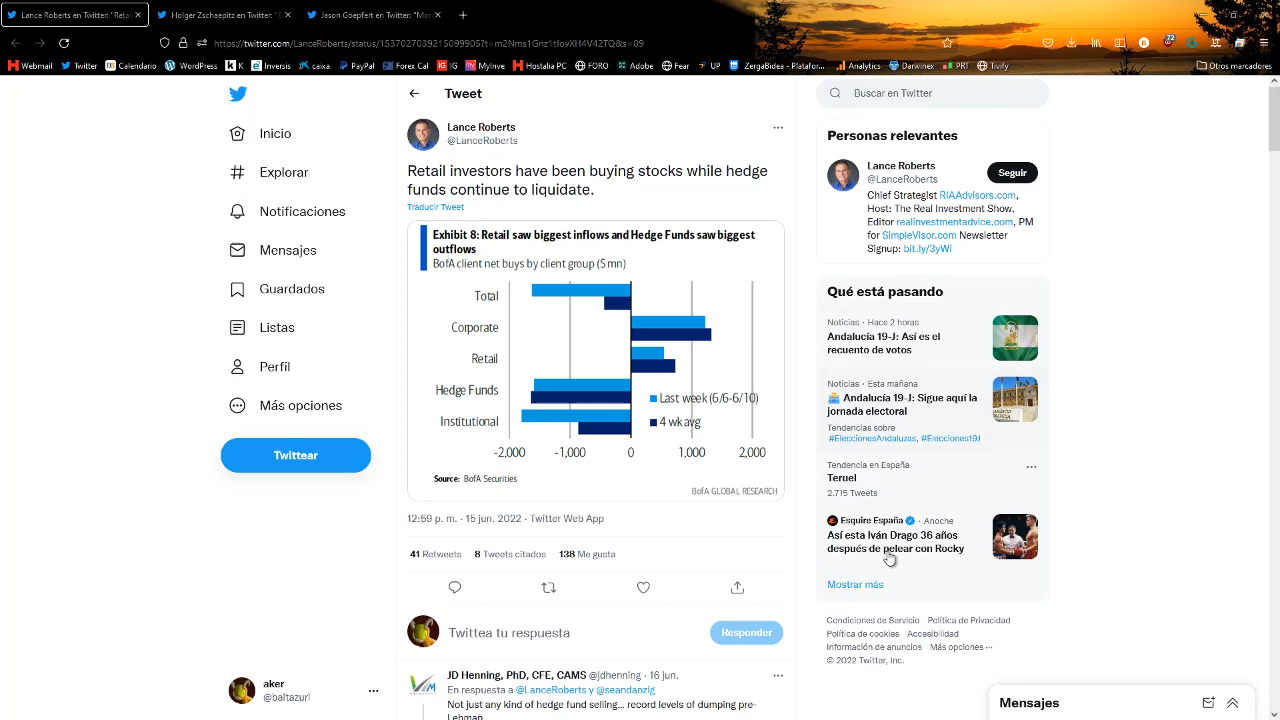 Lance Roberts en Twitter: "Retail
Holger Zschaepitz en Twitter: "
Jason Goepfert en Twitter: "Mor
https://twitter.com/LanceRoberts/status/1537027039215099905?t=m2Nms1Gnz1tIovXH4V42TQ&s=09
72
Webmail
Twitter
Calendario
WordPress
K
Inversis
caixa
PayPal
Forex Cal
IG
MyInve
Hostalia PC
FORO
Adobe
Fear
UP
ZergaBidea - Platafor...
Analytics
Darwinex
PRT
Tivify
Otros marcadores
Inicio
Explorar
Notificaciones
Mensajes
Guardados
Listas
Perfil
Más opciones
Twittear
aker
@baltazurl
Tweet
Lance Roberts
@LanceRoberts
Retail investors have been buying stocks while hedge
funds continue to liquidate.
Traducir Tweet
Exhibit 8: Retail saw biggest inflows and Hedge Funds saw biggest
outflows
BofA client net buys by client group ($ mn)
Total
Corporate
Retail
Hedge Funds
Institutional
Last week (6/6-6/10)
4 wk avg
-2,000 -1,000 0 1,000 2,000
Source: BofA Securities
BofA GLOBAL RESEARCH
12:59 p. m. · 15 jun. 2022 · Twitter Web App
41 Retweets 8 Tweets citados 138 Me gusta
Twittea tu respuesta
Responder
JD Henning, PhD, CFE, CAMS @jdhenning · 16 jun.
En respuesta a @LanceRoberts y @seandanzig
Not just any kind of hedge fund selling... record levels of dumping pre-
Lehman
Buscar en Twitter
Personas relevantes
Lance Roberts
@LanceRoberts
Seguir
Chief Strategist RIAAdvisors.com,
Host: The Real Investment Show,
Editor realinvestmentadvice.com, PM
for SimpleVisor.com Newsletter
Signup: bit.ly/3yWi
Qué está pasando
Noticias · Hace 2 horas
Andalucía 19-J: Así es el
recuento de votos
Noticias · Esta mañana
Andalucía 19-J: Sigue aquí la
jornada electoral
Tendencias sobre
#EleccionesAndaluzas, #Elecciones19J
Tendencia en España
Teruel
2.715 Tweets
Esquire España · Anoche
Así esta Iván Drago 36 años
después de pelear con Rocky
Mostrar más
Condiciones de Servicio Política de Privacidad
Política de cookies Accesibilidad
Información de anuncios Más opciones ···
© 2022 Twitter, Inc.
Mensajes